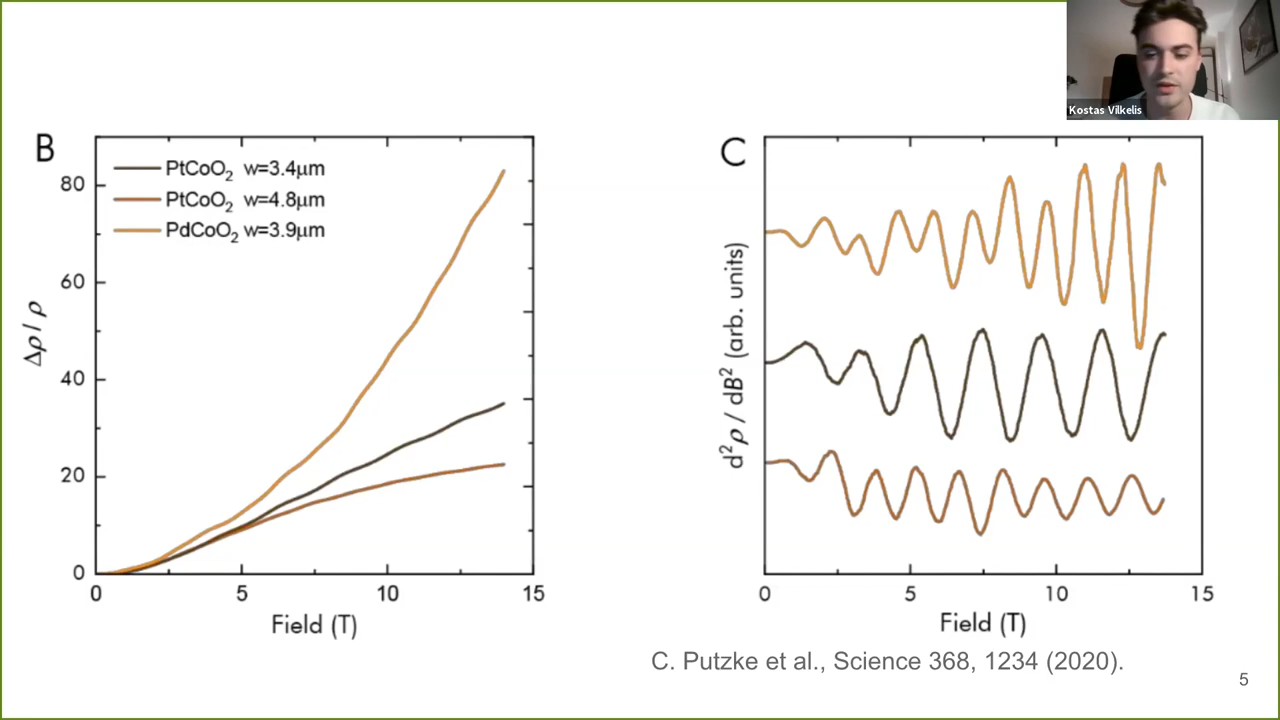 Kostas Vilkelis
B
PtCoO2 w=3.4μm
PtCoO2 w=4.8μm
PdCoO2 w=3.9μm
80
60
40
20
0
Δρ / ρ
0 5 10 15
Field (T)
C
d²ρ / dB² (arb. units)
0 5 10 15
Field (T)
C. Putzke et al., Science 368, 1234 (2020).
5